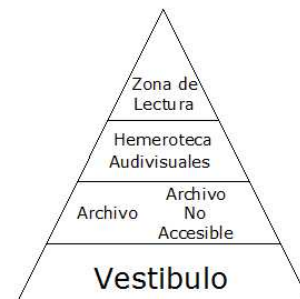 Zona de
Lectura
Hemeroteca
Audivisuales
Archivo
Archivo
No
Accesible
Vestibulo